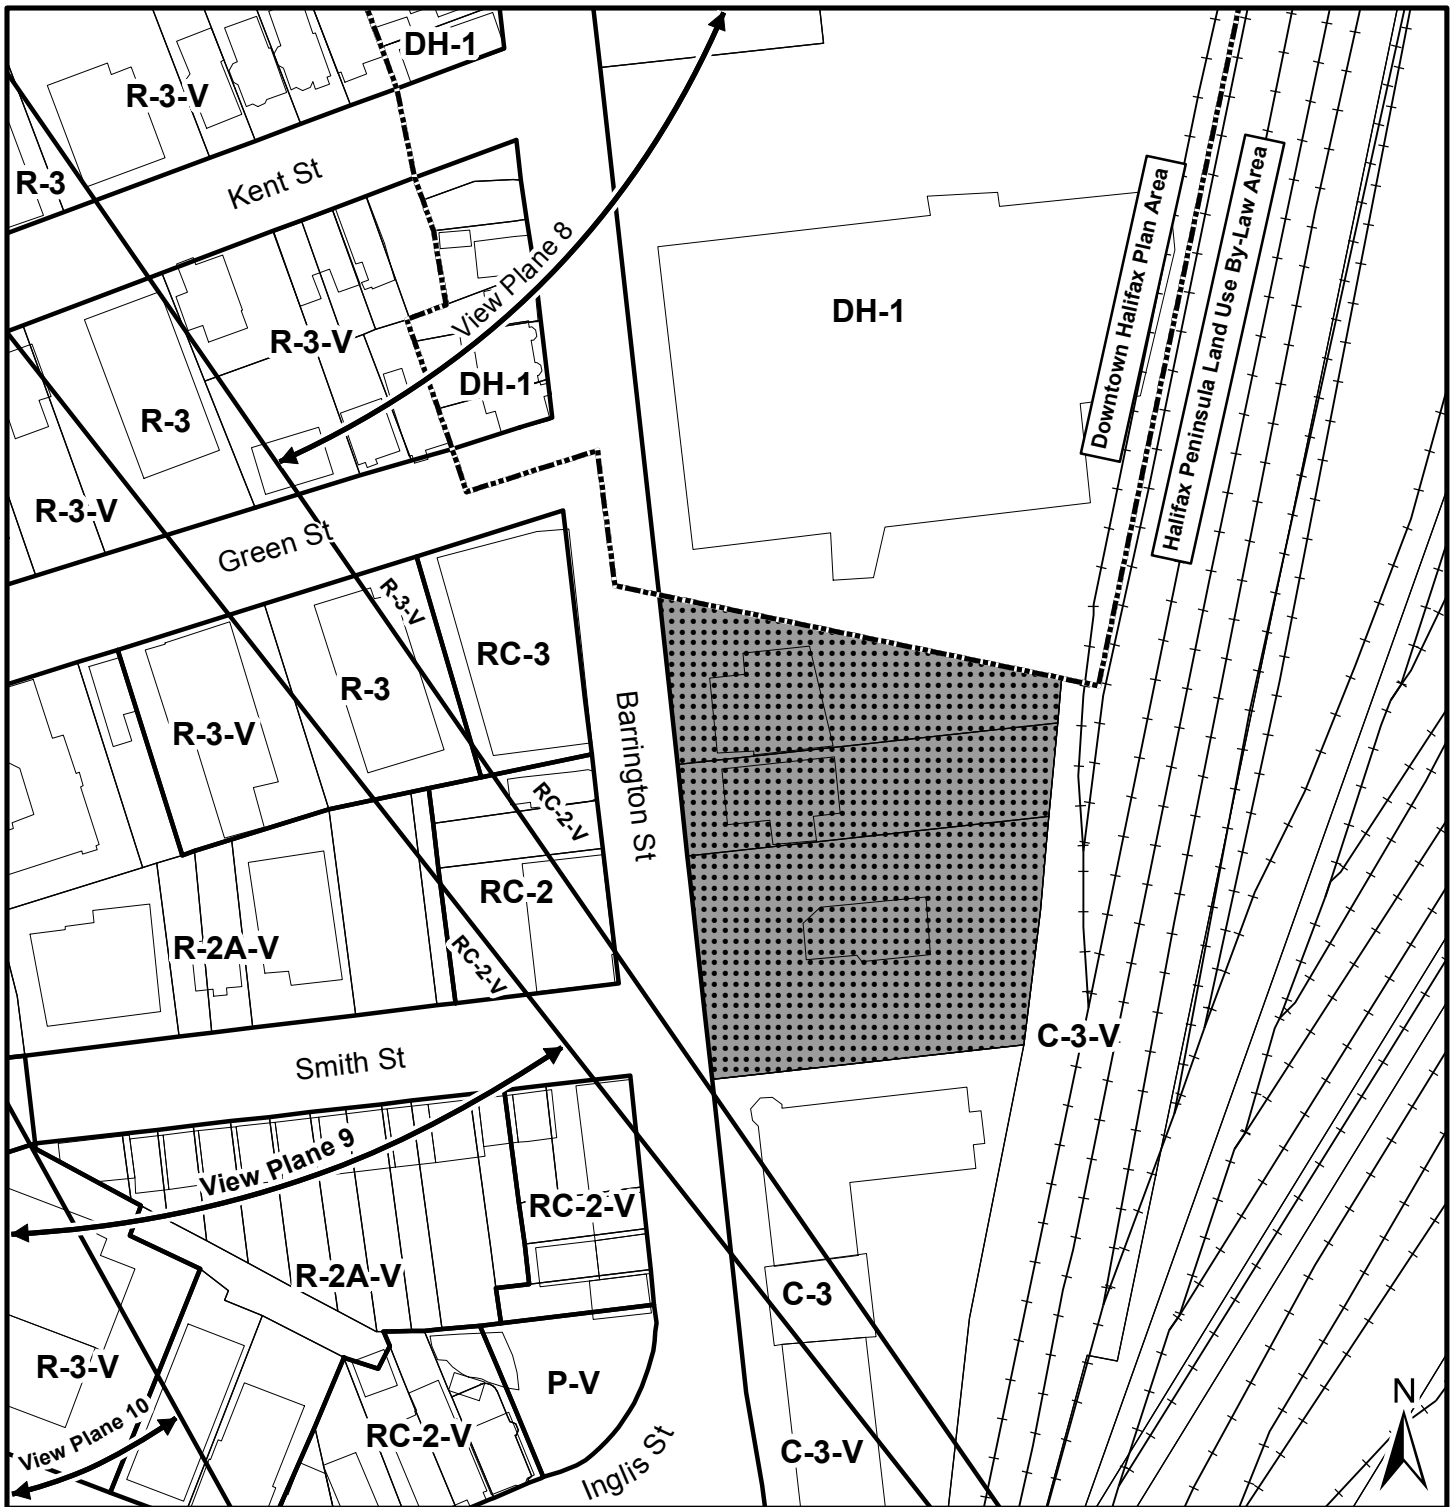 DH-1
R-3-V
R-3
Kent St
View Plane 8
DH-1
R-3-V
DH-1
R-3
R-3-V
Downtown Halifax Plan Area
Halifax Peninsula Land Use By-Law Area
Green St
R-3-V
RC-3
R-3
R-3-V
Barrington St
RC-2-V
RC-2
R-2A-V
RC-2-V
C-3-V
Smith St
View Plane 9
RC-2-V
R-2A-V
C-3
R-3-V
P-V
View Plane 10
RC-2-V
Inglis St
C-3-V
N